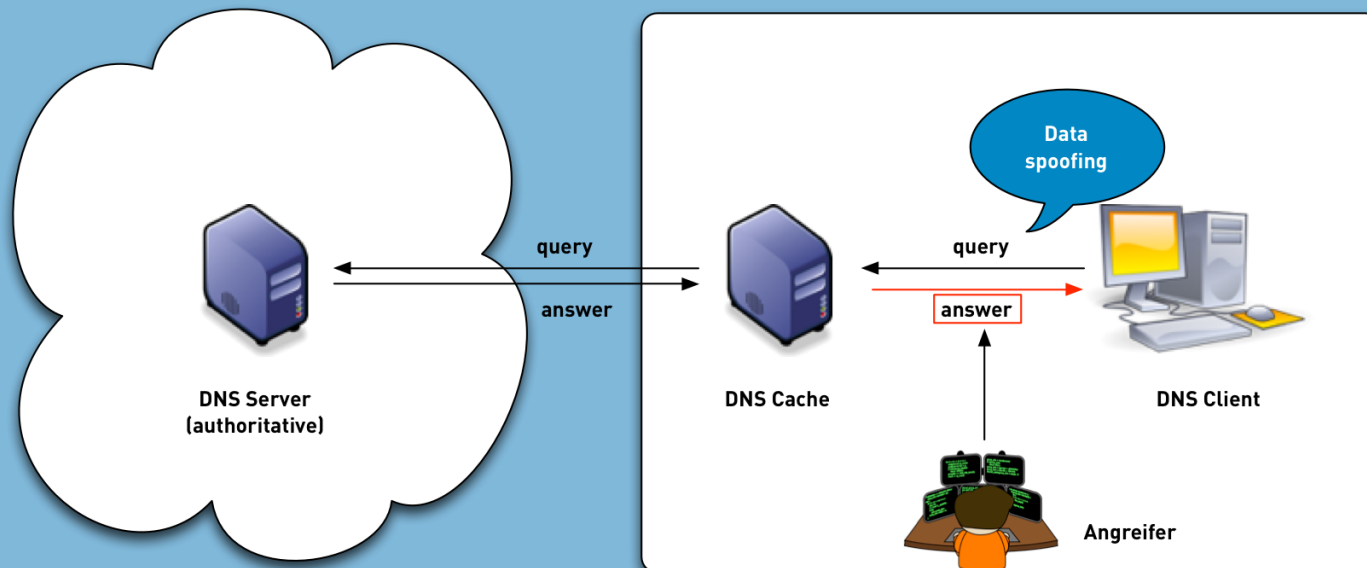 Data
spoofing
query
answer
query
answer
DNS Server
(authoritative)
DNS Cache
DNS Client
Angreifer